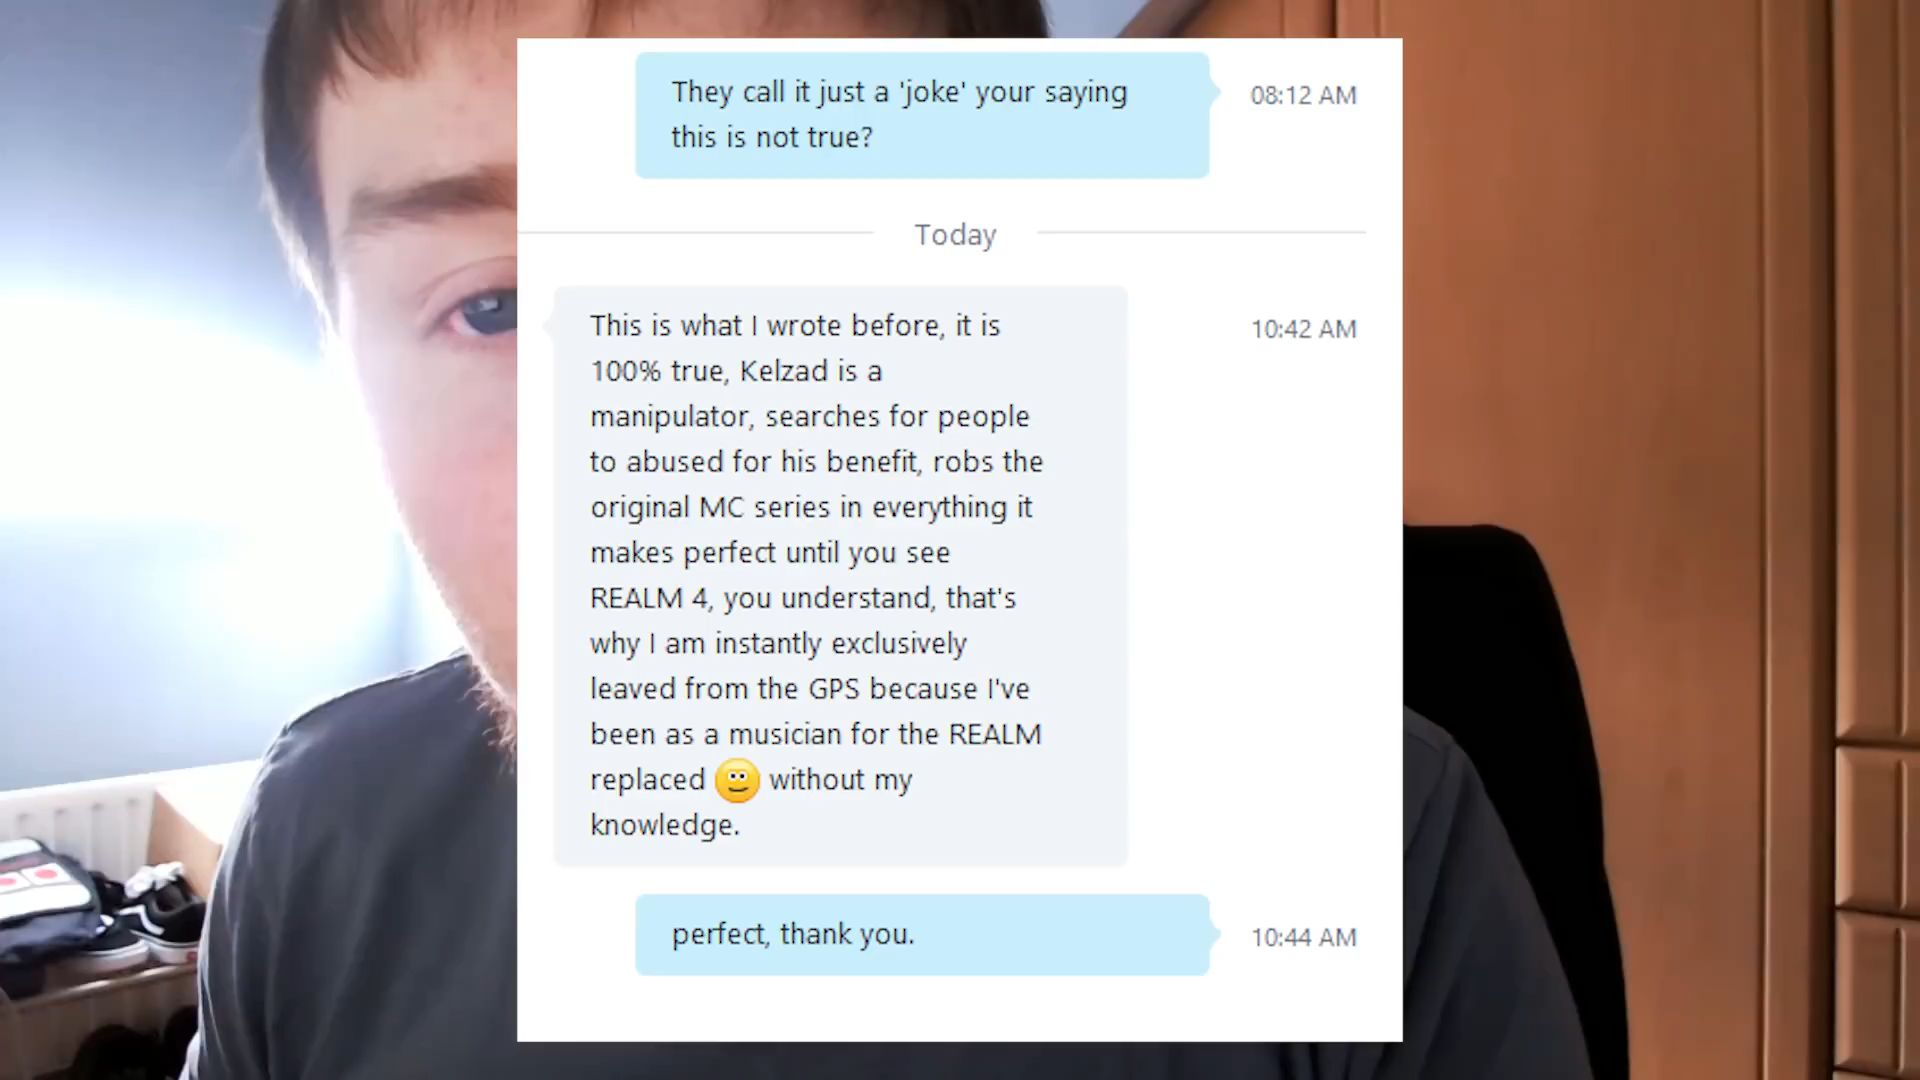 They call it just a 'joke' your saying
this is not true?
08:12 AM
Today
This is what I wrote before, it is
100% true, Kelzad is a
manipulator, searches for people
to abused for his benefit, robs the
original MC series in everything it
makes perfect until you see
REALM 4, you understand, that's
why I am instantly exclusively
leaved from the GPS because I've
been as a musician for the REALM
replaced 🙂 without my
knowledge.
10:42 AM
perfect, thank you.
10:44 AM